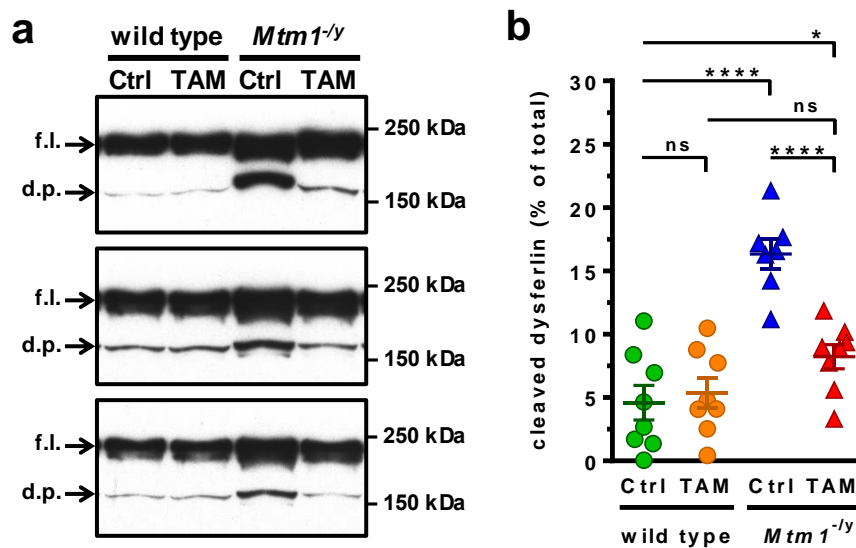 a
wild type
Mtm1-/y
Ctrl
TAM
Ctrl
TAM
f.l.
250 kDa
d.p.
150 kDa
f.l.
250 kDa
d.p.
150 kDa
f.l.
250 kDa
d.p.
150 kDa
b
*
****
ns
ns
****
cleaved dysferlin (% of total)
30
25
20
15
10
5
0
Ctrl
TAM
Ctrl
TAM
wild type
Mtm1-/y